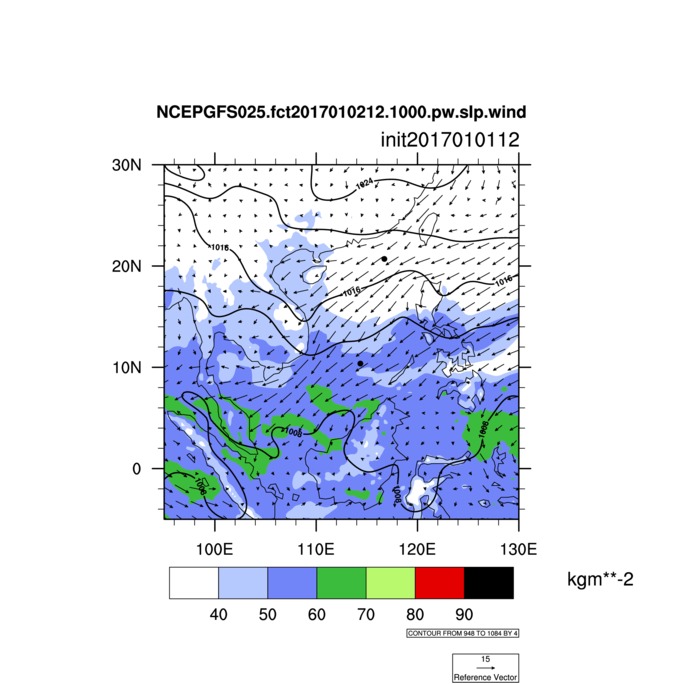 NCEPGFS025.fct2017010212.1000.pw.slp.wind
init2017010112
30N
1024
1016
20N
1016
1016
10N
1008
1008
0
1008
1008
100E 110E 120E 130E
kgm**-2
40 50 60 70 80 90
CONTOUR FROM 948 TO 1084 BY 4
15
Reference Vector